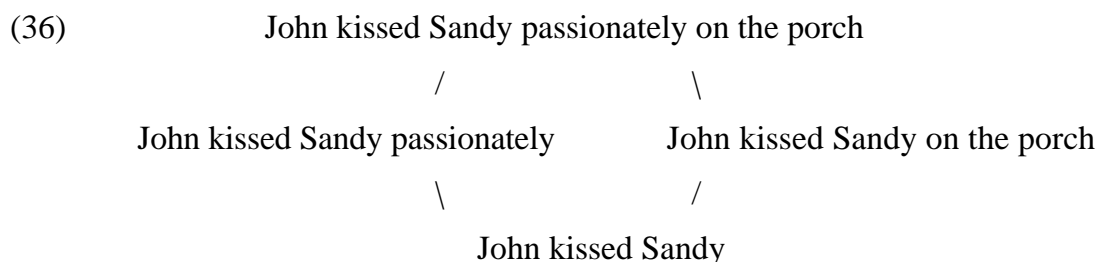 (36) John kissed Sandy passionately on the porch
/ \
John kissed Sandy passionately John kissed Sandy on the porch
\ /
John kissed Sandy